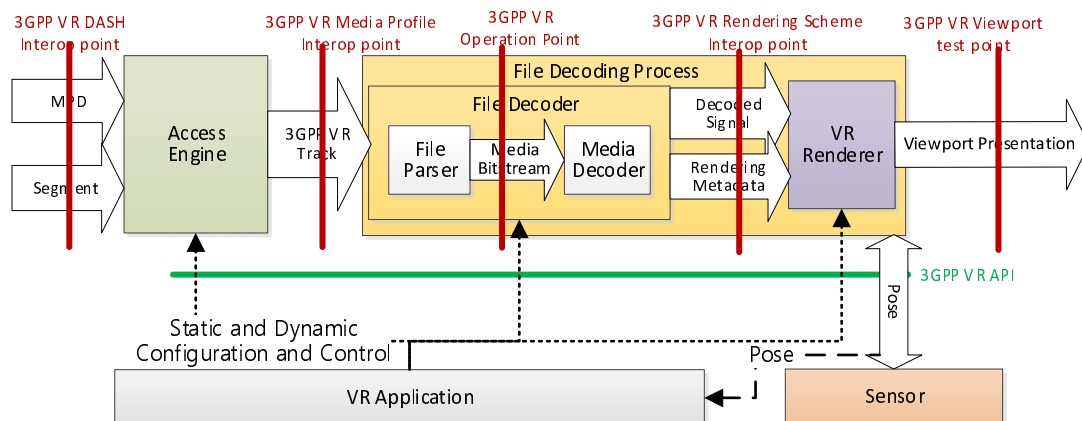 3GPP VR DASH
Interop point
3GPP VR Media Profile
Interop point
3GPP VR
Operation Point
3GPP VR Rendering Scheme
Interop point
3GPP VR Viewport
test point
File Decoding Process
MPD
Segment
Access
Engine
3GPP VR
Track
File Decoder
File
Parser
Media
Bitstream
Media
Decoder
Decoded
Signal
Rendering
Metadata
VR
Renderer
Viewport Presentation
3GPP VR API
Pose
Static and Dynamic
Configuration and Control
Pose
VR Application
Sensor